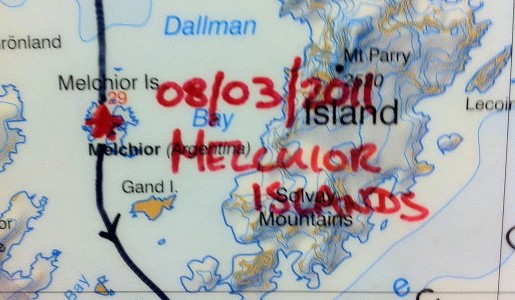 Dallman
rönland
Mt Parry
Melchior Is
29
08/03/2011
Bay
Island
Lecoin
Melchior (Argentina)
MELCHIOR
Gand I.
ISLANDS
Solvay
Mountains
or
e
Bay
e